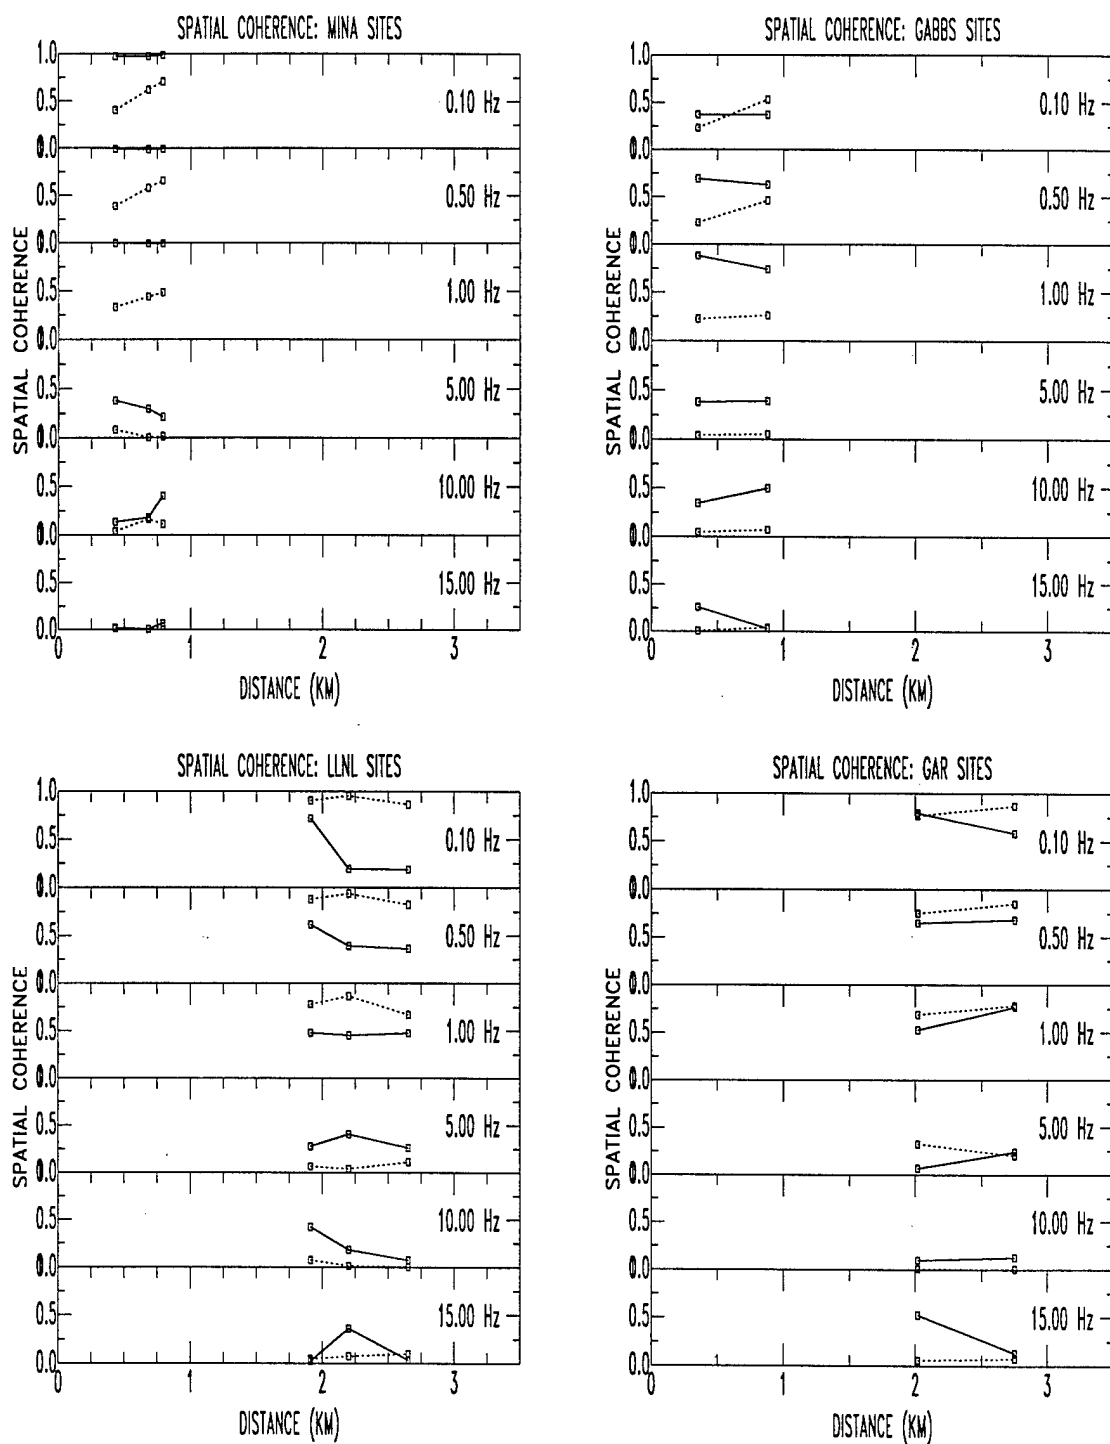 SPATIAL COHERENCE: MINA SITES
1.0
0.5
0.10 Hz
0.0
0.5
0.50 Hz
0.0
0.5
1.00 Hz
0.0
0.5
5.00 Hz
0.0
0.5
10.00 Hz
0.0
0.5
15.00 Hz
0.0
0 1 2 3
DISTANCE (KM)
SPATIAL COHERENCE
SPATIAL COHERENCE: GABBS SITES
1.0
0.5
0.10 Hz
0.0
0.5
0.50 Hz
0.0
0.5
1.00 Hz
0.0
0.5
5.00 Hz
0.0
0.5
10.00 Hz
0.0
0.5
15.00 Hz
0.0
0 1 2 3
DISTANCE (KM)
SPATIAL COHERENCE
SPATIAL COHERENCE: LLNL SITES
1.0
0.5
0.10 Hz
0.0
0.5
0.50 Hz
0.0
0.5
1.00 Hz
0.0
0.5
5.00 Hz
0.0
0.5
10.00 Hz
0.0
0.5
15.00 Hz
0.0
0 1 2 3
DISTANCE (KM)
SPATIAL COHERENCE
SPATIAL COHERENCE: GAR SITES
1.0
0.5
0.10 Hz
0.0
0.5
0.50 Hz
0.0
0.5
1.00 Hz
0.0
0.5
5.00 Hz
0.0
0.5
10.00 Hz
0.0
0.5
15.00 Hz
0.0
0 1 2 3
DISTANCE (KM)
SPATIAL COHERENCE